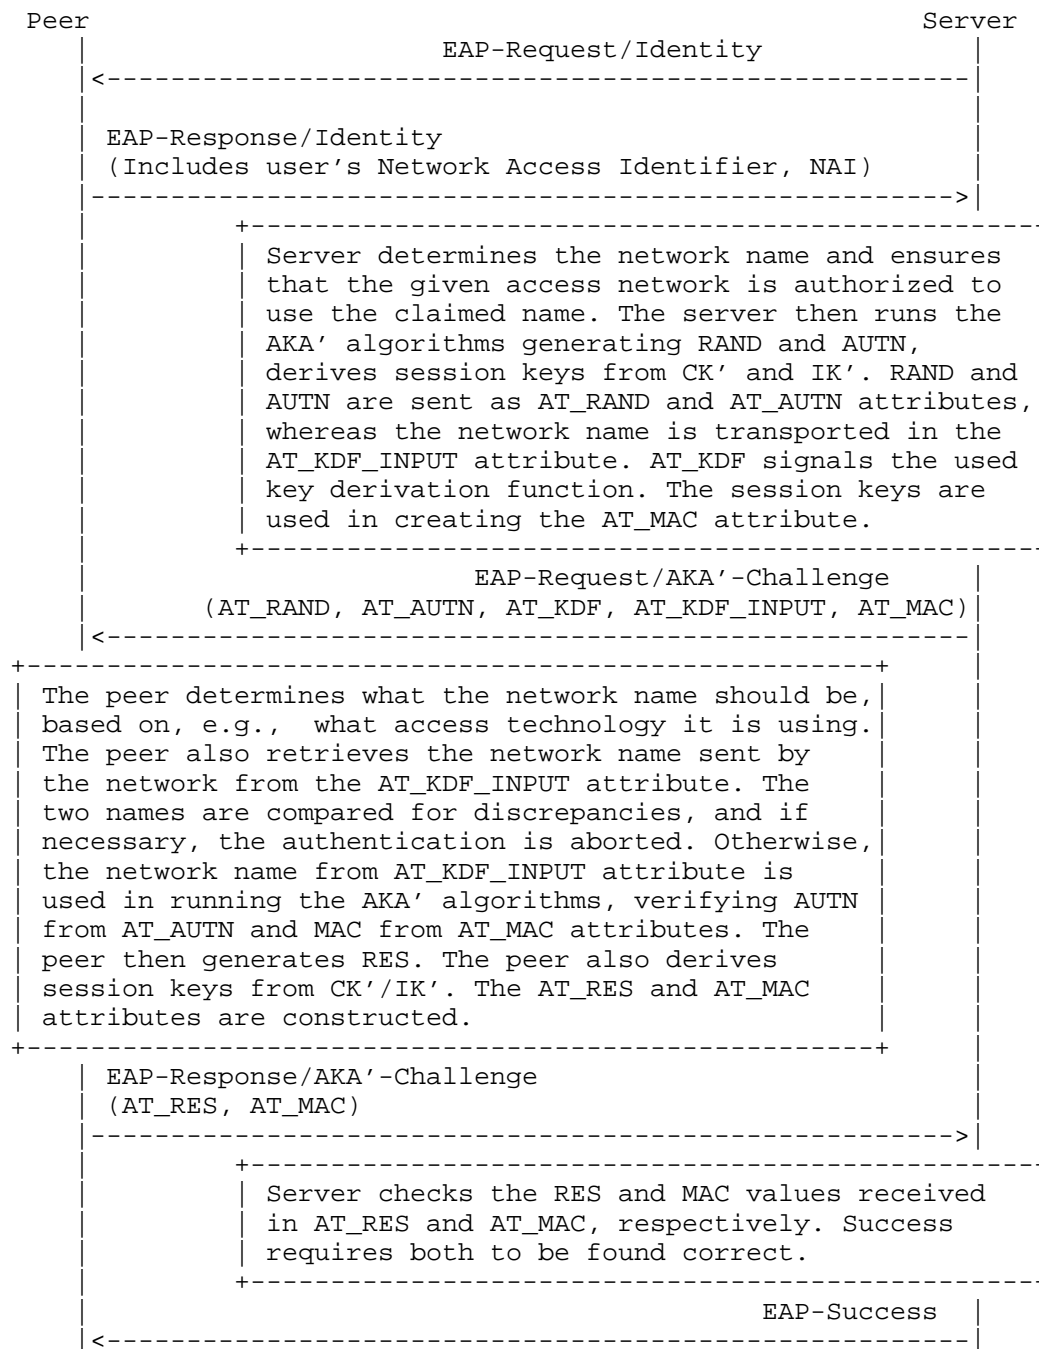 Peer Server
EAP-Request/Identity
EAP-Response/Identity
(Includes user's Network Access Identifier, NAI)
Server determines the network name and ensures
that the given access network is authorized to
use the claimed name. The server then runs the
AKA' algorithms generating RAND and AUTN,
derives session keys from CK' and IK'. RAND and
AUTN are sent as AT_RAND and AT_AUTN attributes,
whereas the network name is transported in the
AT_KDF_INPUT attribute. AT_KDF signals the used
key derivation function. The session keys are
used in creating the AT_MAC attribute.
EAP-Request/AKA'-Challenge
(AT_RAND, AT_AUTN, AT_KDF, AT_KDF_INPUT, AT_MAC)
The peer determines what the network name should be,
based on, e.g., what access technology it is using.
The peer also retrieves the network name sent by
the network from the AT_KDF_INPUT attribute. The
two names are compared for discrepancies, and if
necessary, the authentication is aborted. Otherwise,
the network name from AT_KDF_INPUT attribute is
used in running the AKA' algorithms, verifying AUTN
from AT_AUTN and MAC from AT_MAC attributes. The
peer then generates RES. The peer also derives
session keys from CK'/IK'. The AT_RES and AT_MAC
attributes are constructed.
EAP-Response/AKA'-Challenge
(AT_RES, AT_MAC)
Server checks the RES and MAC values received
in AT_RES and AT_MAC, respectively. Success
requires both to be found correct.
EAP-Success